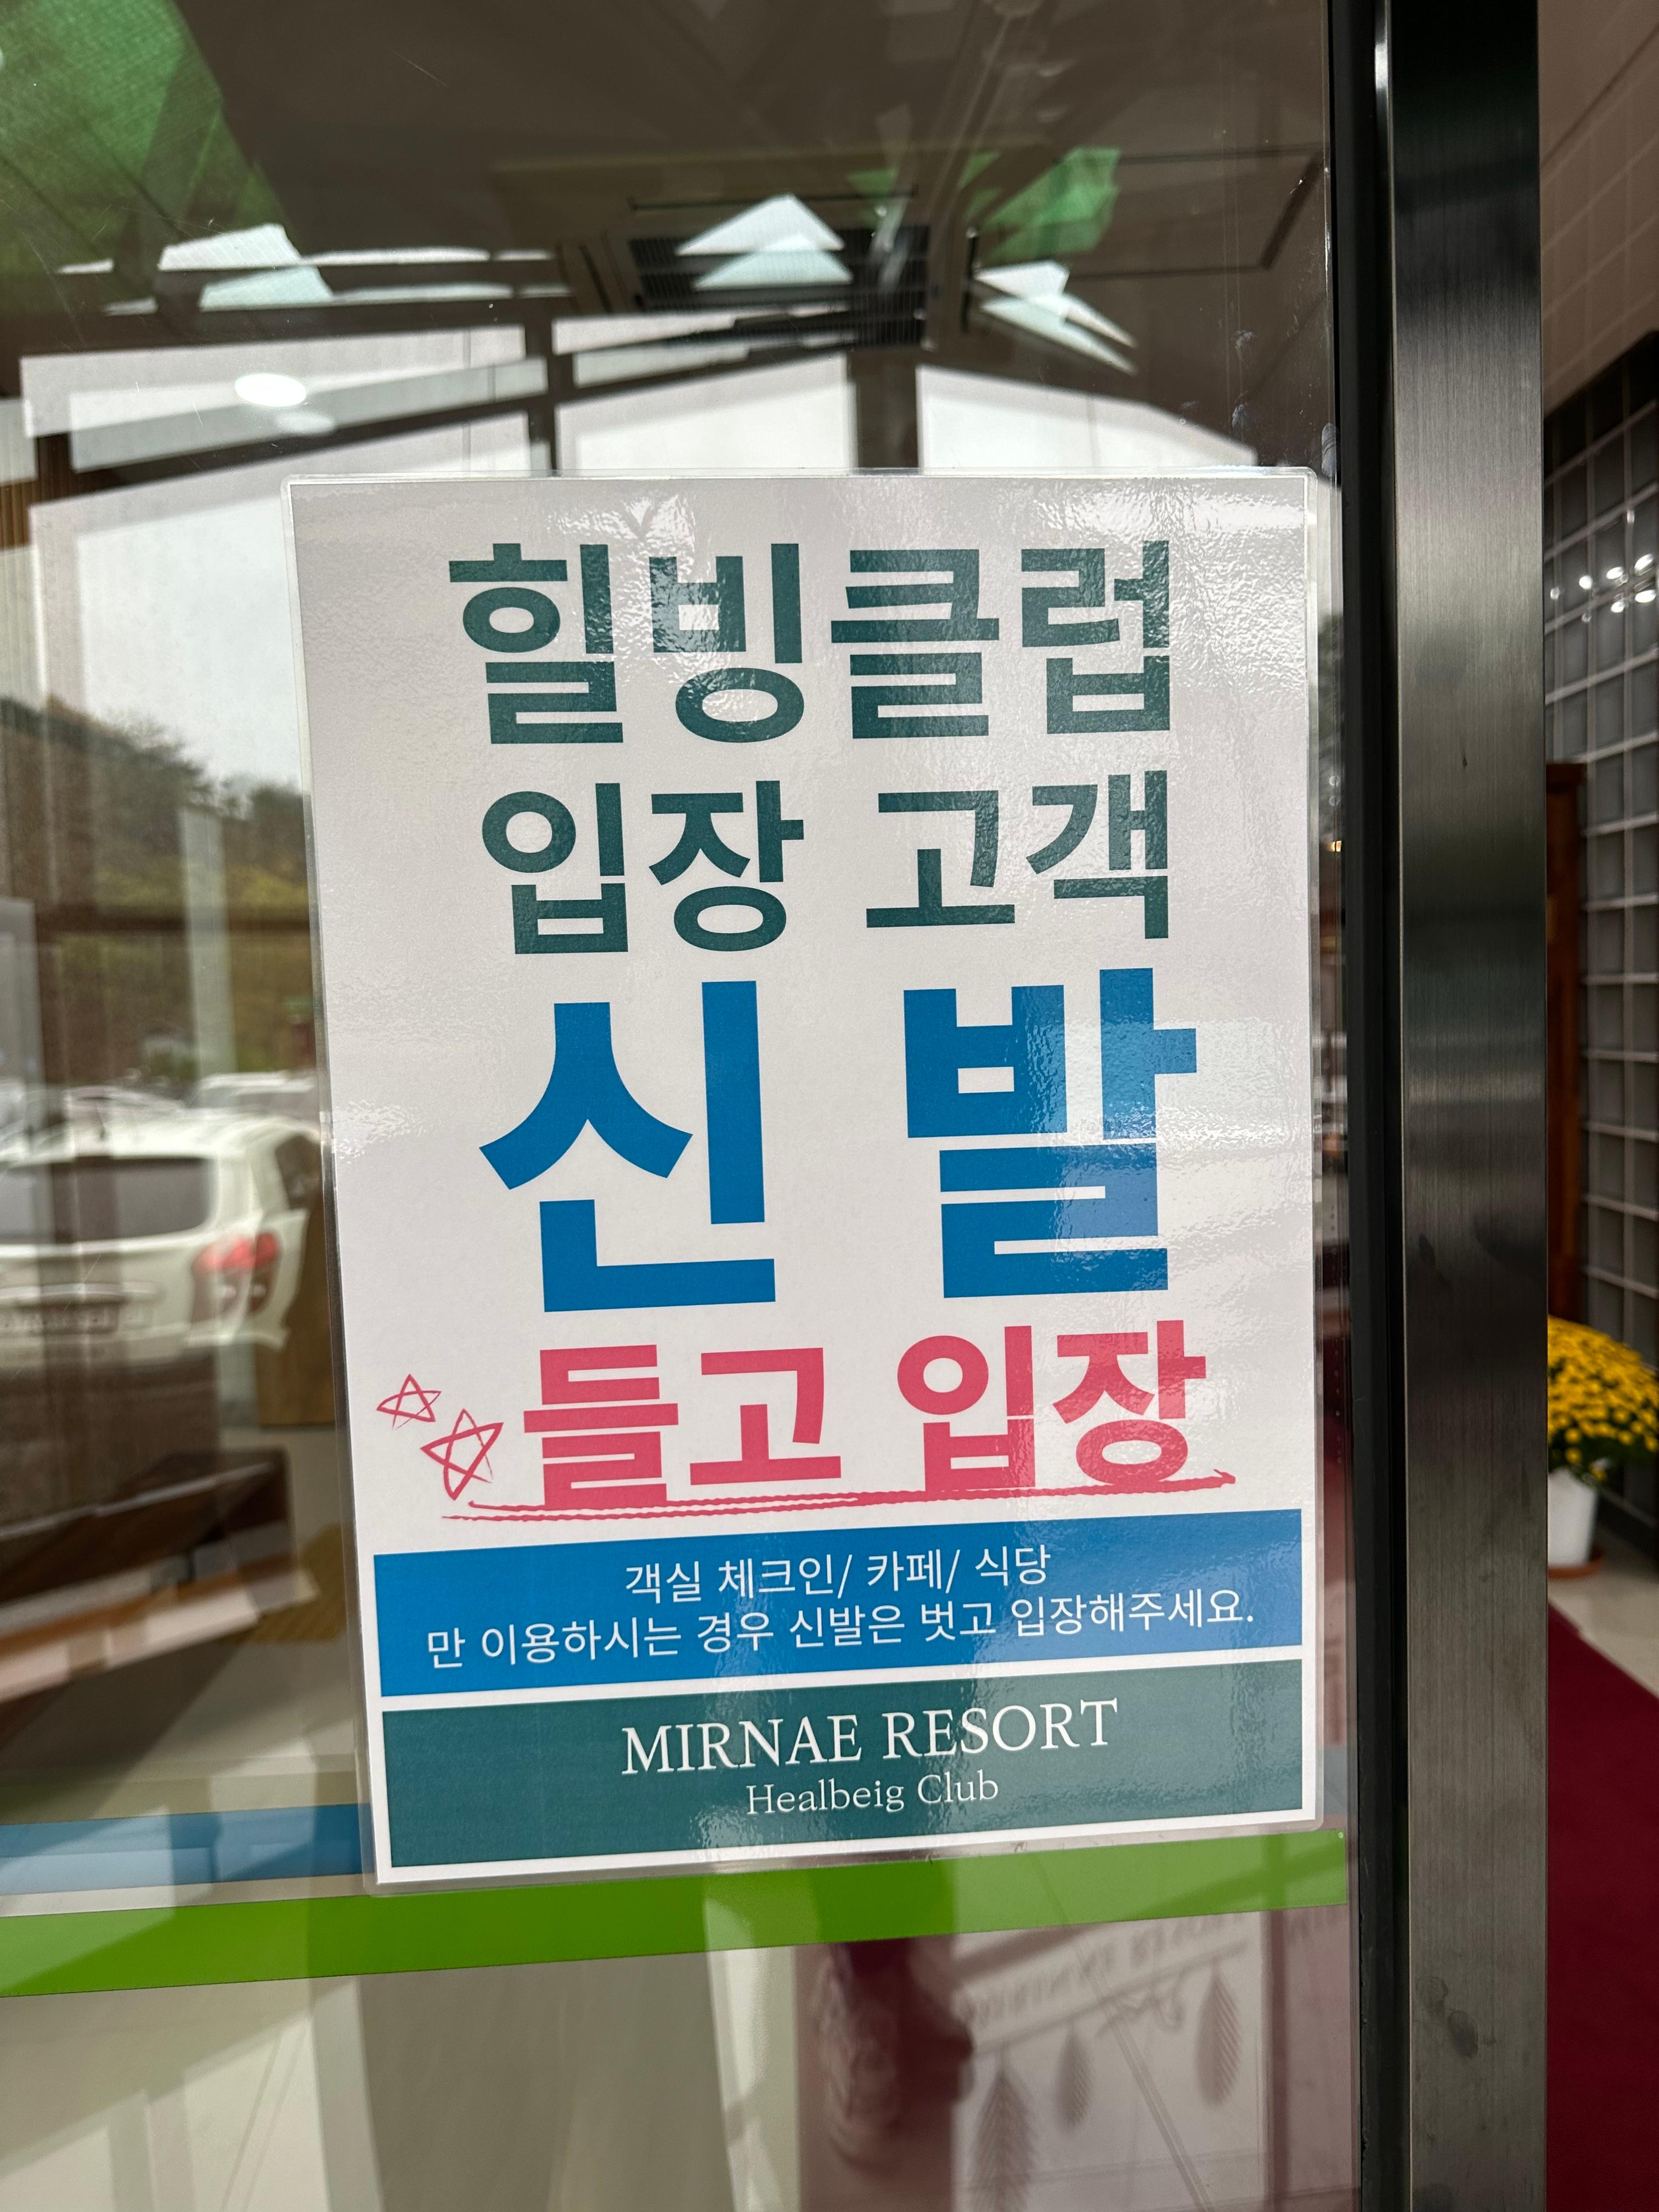 힐빙클럽
입장 고객
신 발
들고 입장
객실 체크인/ 카페/ 식당
만 이용하시는 경우 신발은 벗고 입장해주세요.
MIRNAE RESORT
Healbeig Club